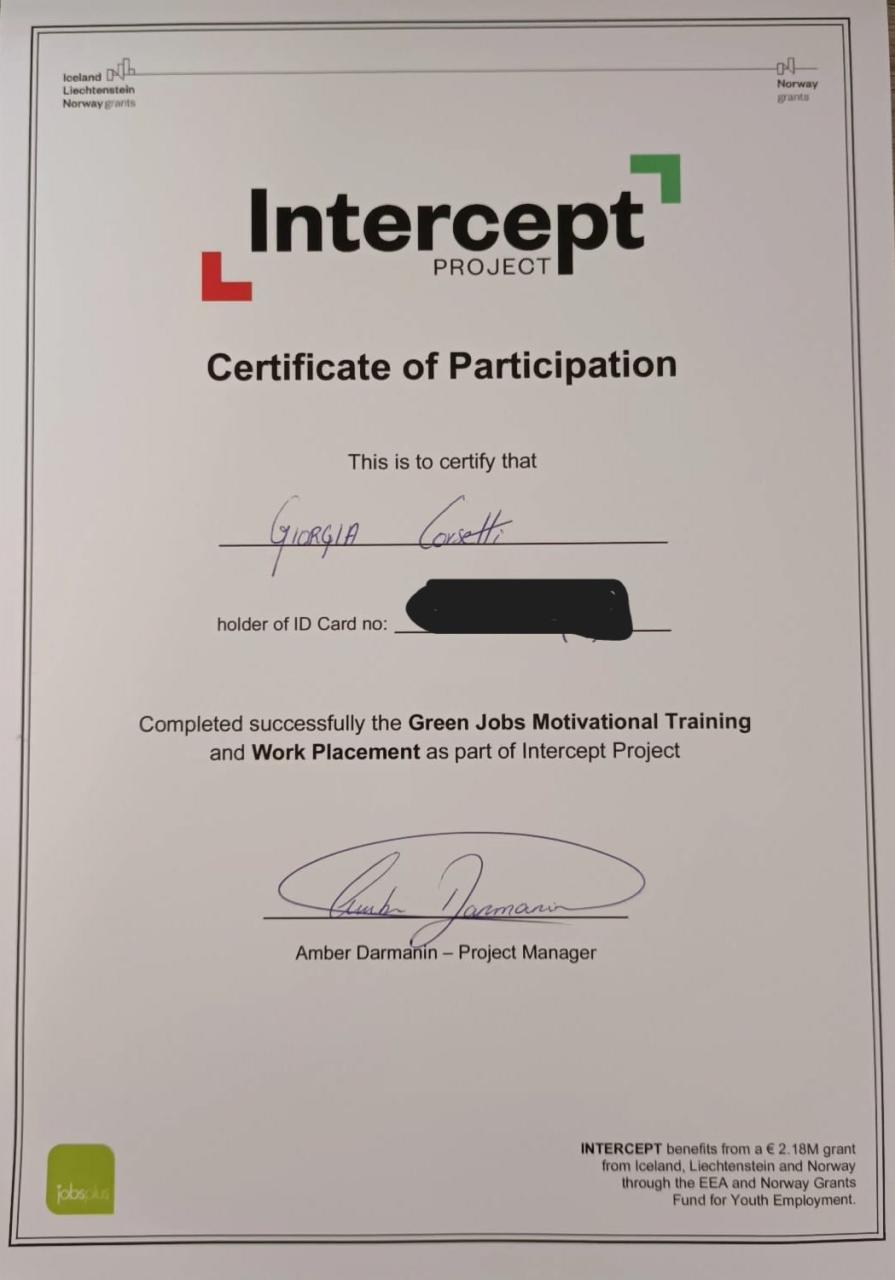 Iceland
Liechtenstein
Norway grants
Norway
grants
Intercept
PROJECT
Certificate of Participation
This is to certify that
GIORGIA Corsetti
holder of ID Card no:
Completed successfully the Green Jobs Motivational Training
and Work Placement as part of Intercept Project
Amber Darmanin
Amber Darmanin – Project Manager
jobsplus
INTERCEPT benefits from a € 2.18M grant
from Iceland, Liechtenstein and Norway
through the EEA and Norway Grants
Fund for Youth Employment.